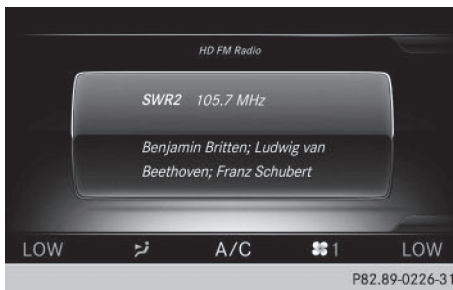 HD FM Radio
SWR2 105.7 MHz
Benjamin Britten; Ludwig van
Beethoven; Franz Schubert
LOW A/C 1 LOW
P82.89-0226-31